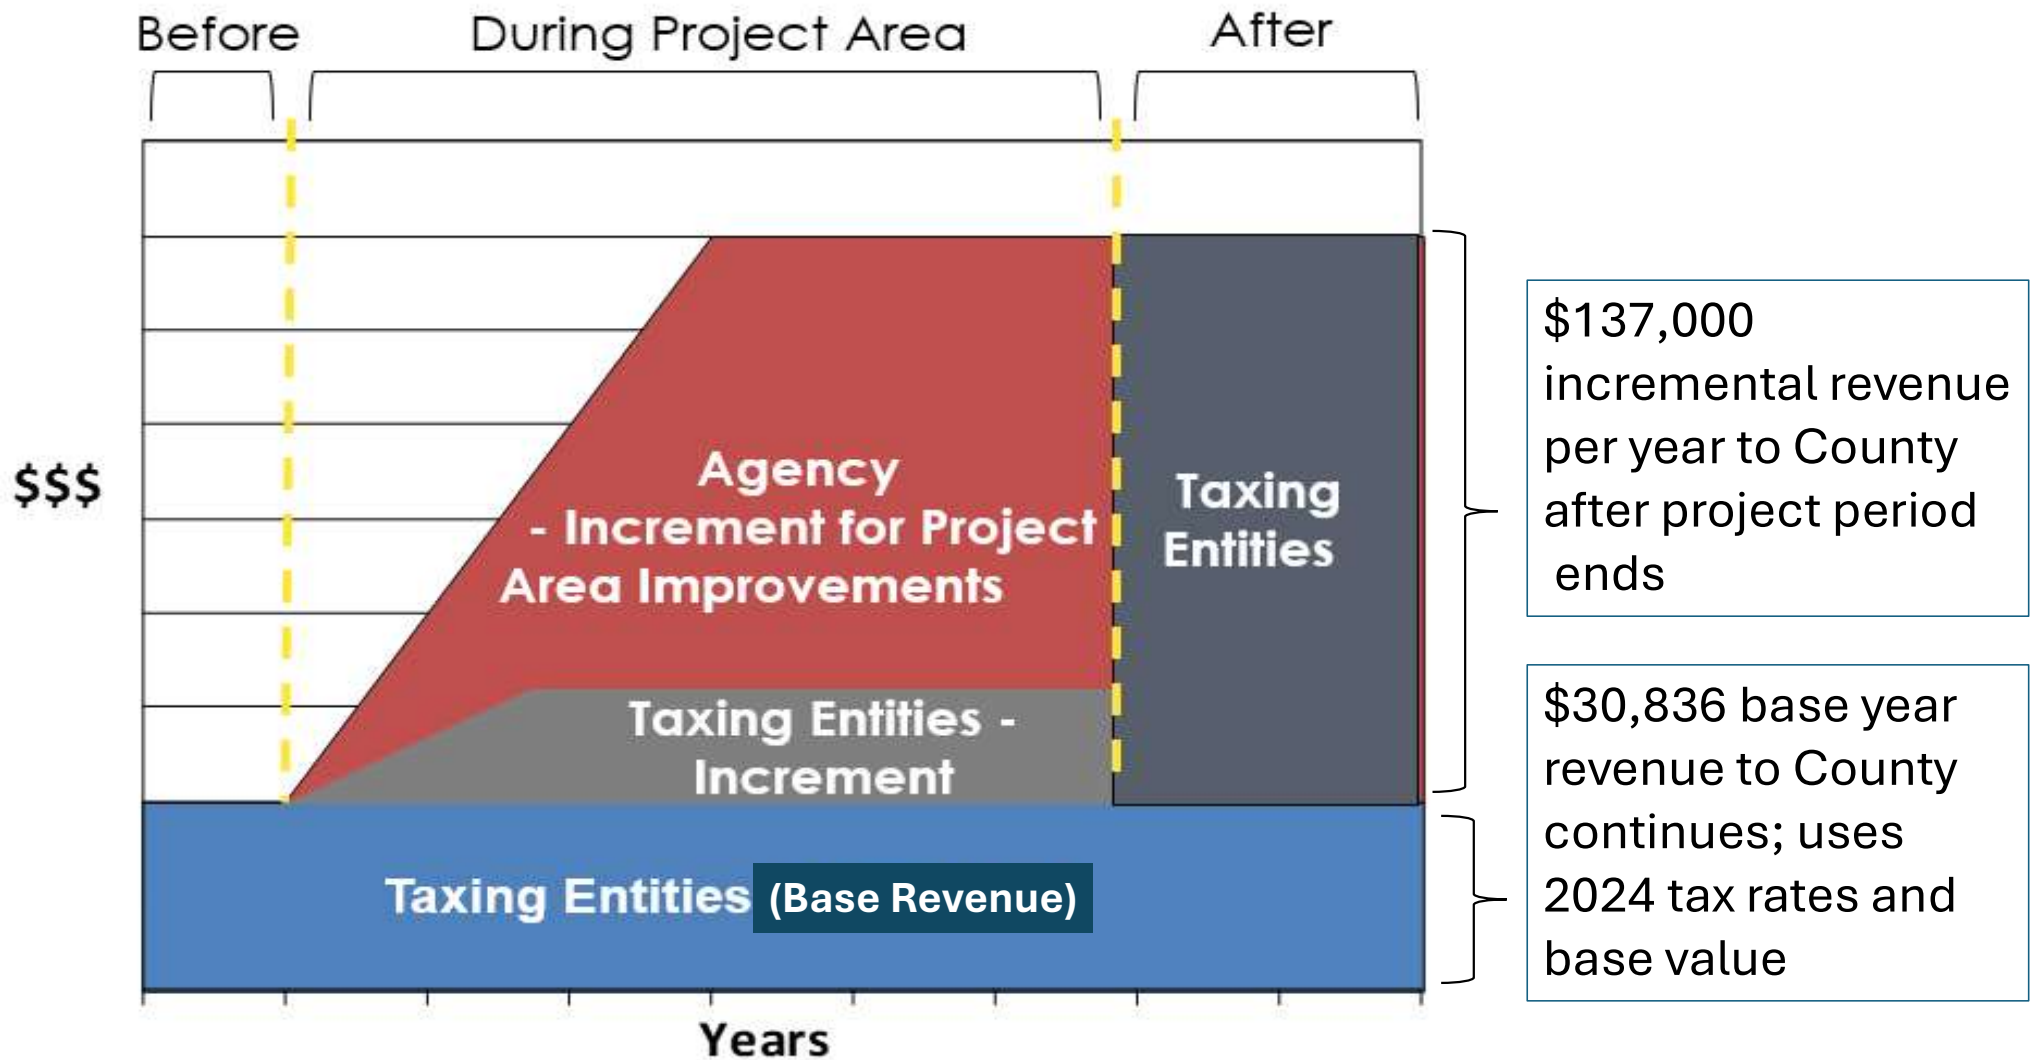 Before
During Project Area
After
$$$
Agency
- Increment for Project
Area Improvements
Taxing Entities -
Increment
Taxing
Entities
Taxing Entities (Base Revenue)
Years
$137,000
incremental revenue
per year to County
after project period
ends
$30,836 base year
revenue to County
continues; uses
2024 tax rates and
base value